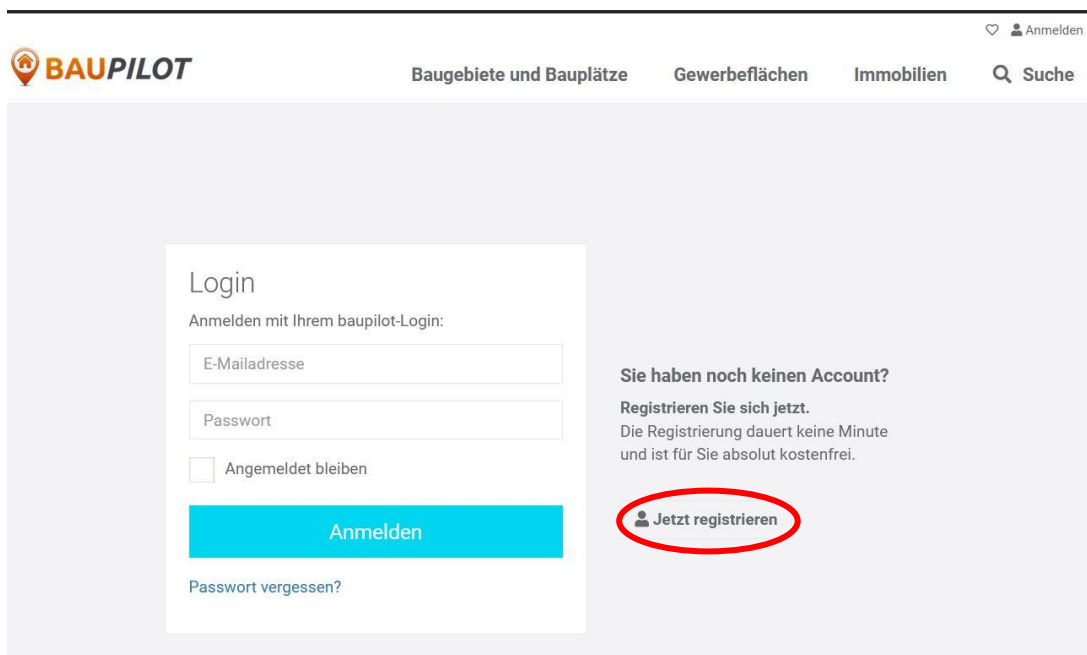 Anmelden
BAUPILOT
Baugebiete und Bauplätze Gewerbeflächen Immobilien Suche
Login
Anmelden mit Ihrem baupilot-Login:
E-Mailadresse
Passwort
Angemeldet bleiben
Anmelden
Passwort vergessen?
Sie haben noch keinen Account?
Registrieren Sie sich jetzt.
Die Registrierung dauert keine Minute
und ist für Sie absolut kostenfrei.
Jetzt registrieren